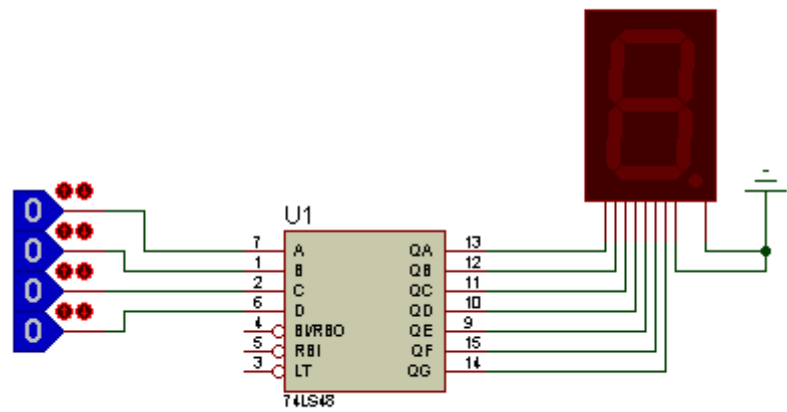 U1
0
0
0
0
7 A QA 13
1 B QB 12
2 C QC 11
6 D QD 10
4 BI/RBO QE 9
5 RBI QF 15
3 LT QG 14
74LS48